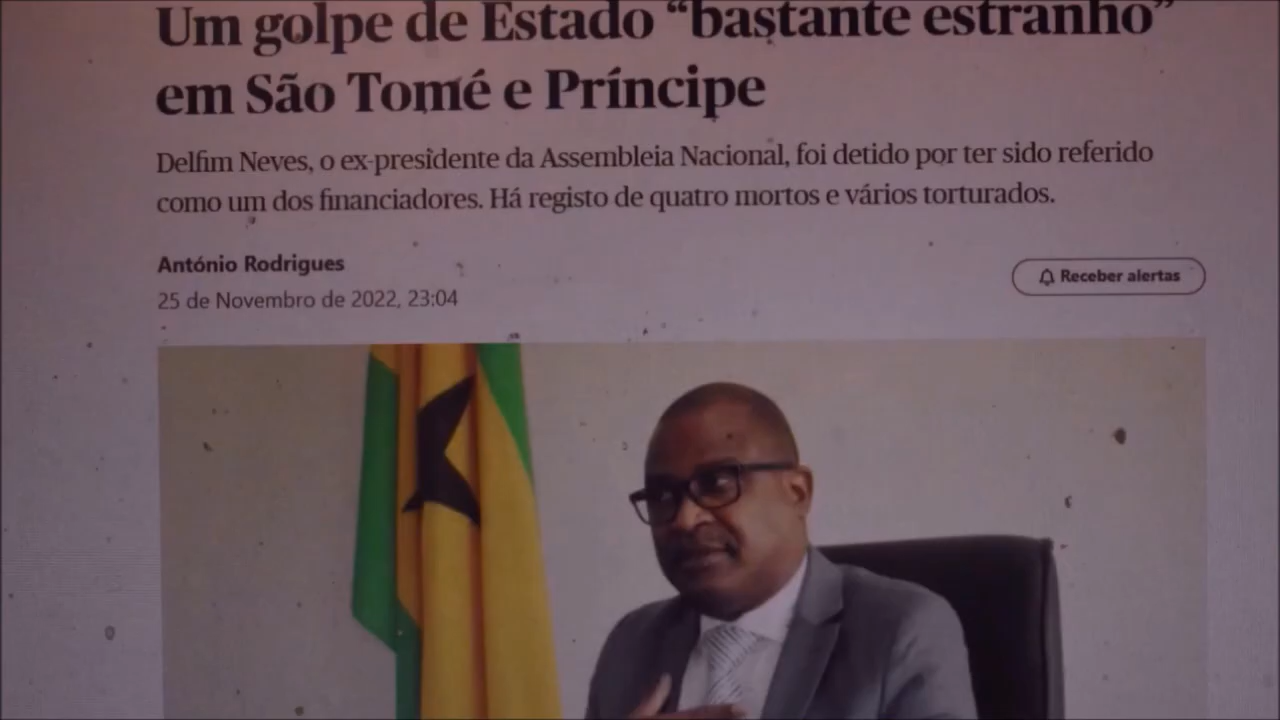 Um golpe de Estado “bastante estranho”
em São Tomé e Príncipe
Delfim Neves, o ex-presidente da Assembleia Nacional, foi detido por ter sido referido
como um dos financiadores. Há registo de quatro mortos e vários torturados.
António Rodrigues
25 de Novembro de 2022, 23:04
Receber alertas